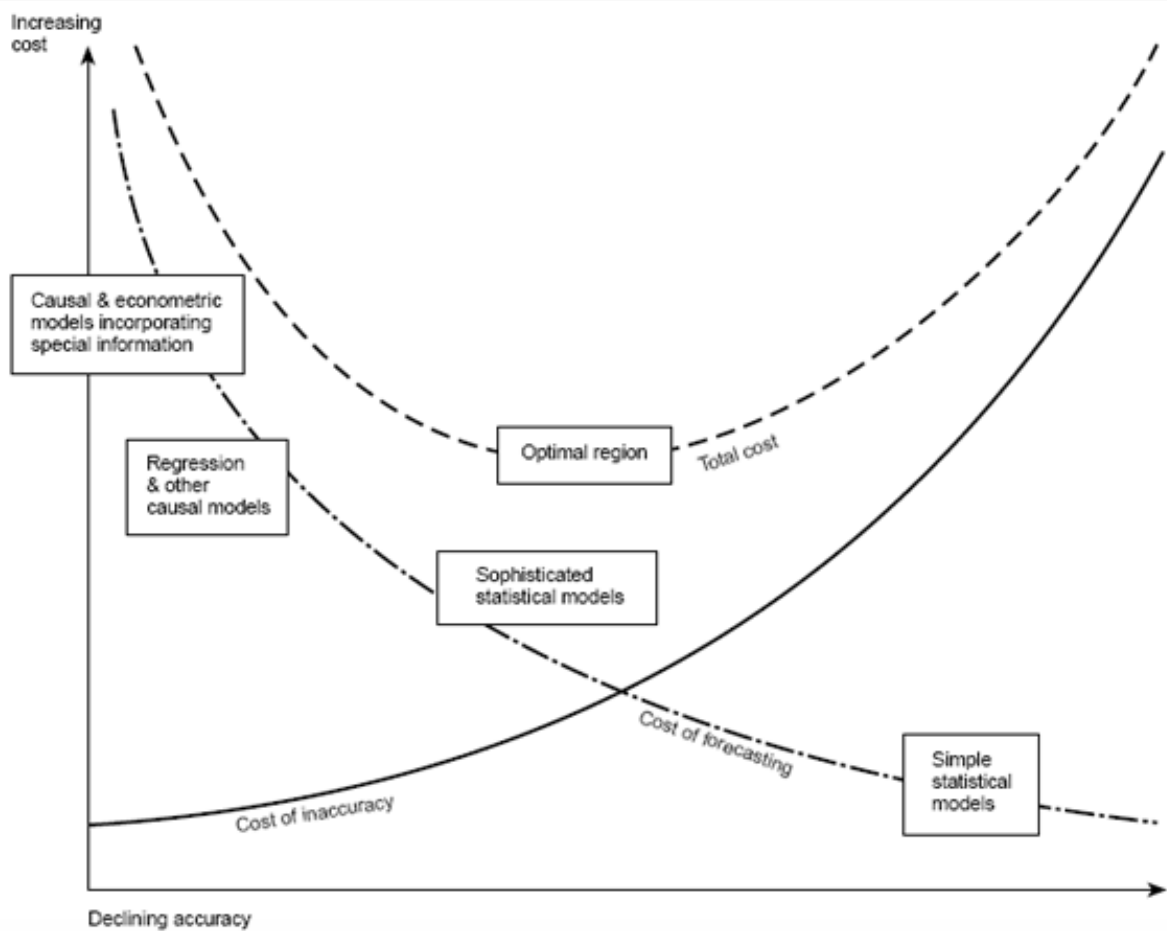 Increasing
cost
Causal & econometric
models incorporating
special information
Optimal region
Total cost
Regression
& other
causal models
Sophisticated
statistical models
Cost of forecasting
Simple
statistical
models
Cost of inaccuracy
Declining accuracy